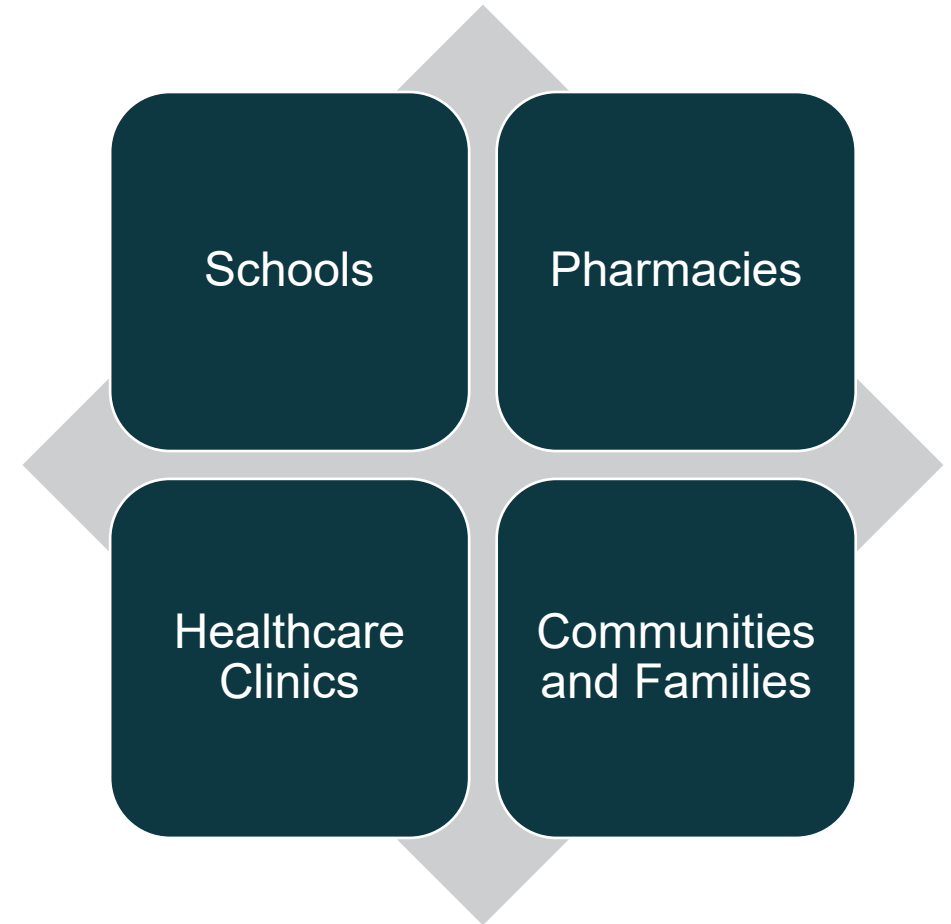 Schools
Pharmacies
Healthcare
Clinics
Communities
and Families